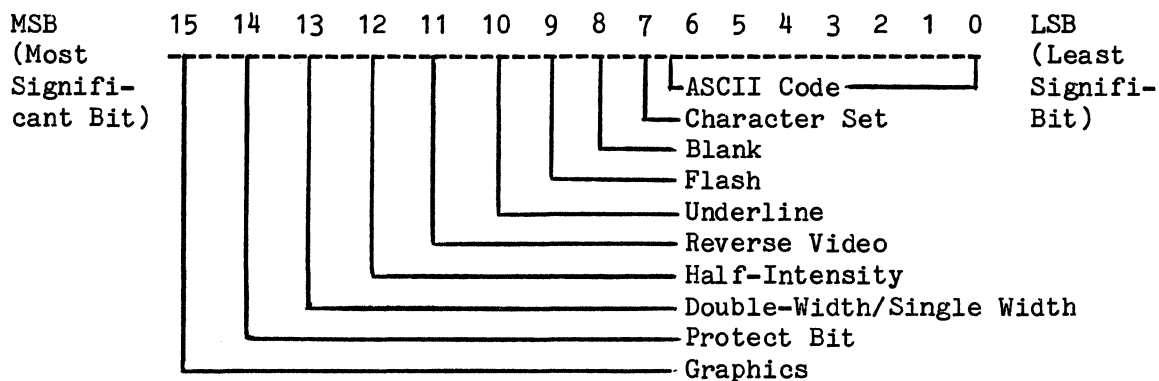 MSB 15 14 13 12 11 10 9 8 7 6 5 4 3 2 1 0 LSB
(Most (Least
Signifi- ASCII Code Signifi-
cant Bit) Character Set Bit)
Blank
Flash
Underline
Reverse Video
Half-Intensity
Double-Width/Single Width
Protect Bit
Graphics